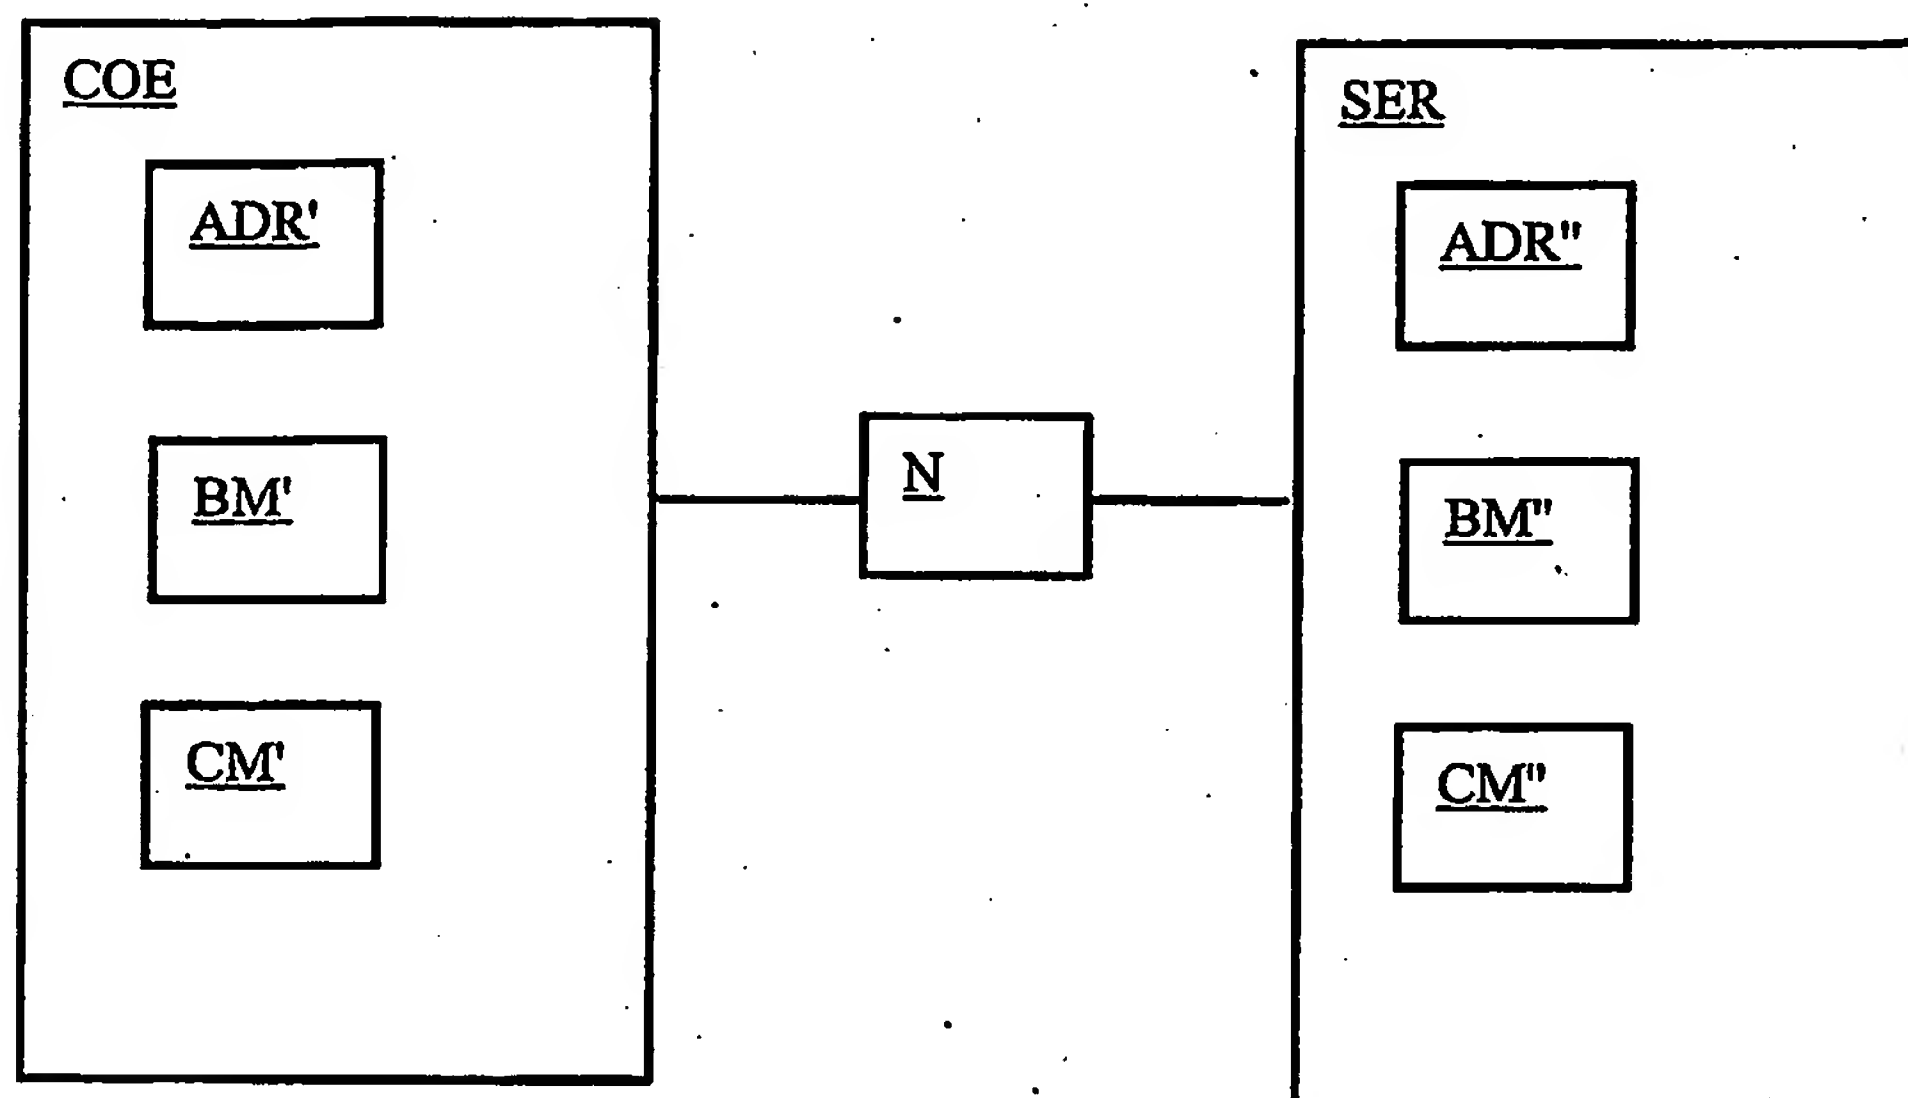 COE
ADR'
BM'
CM'
N
SER
ADR"
BM"
CM"